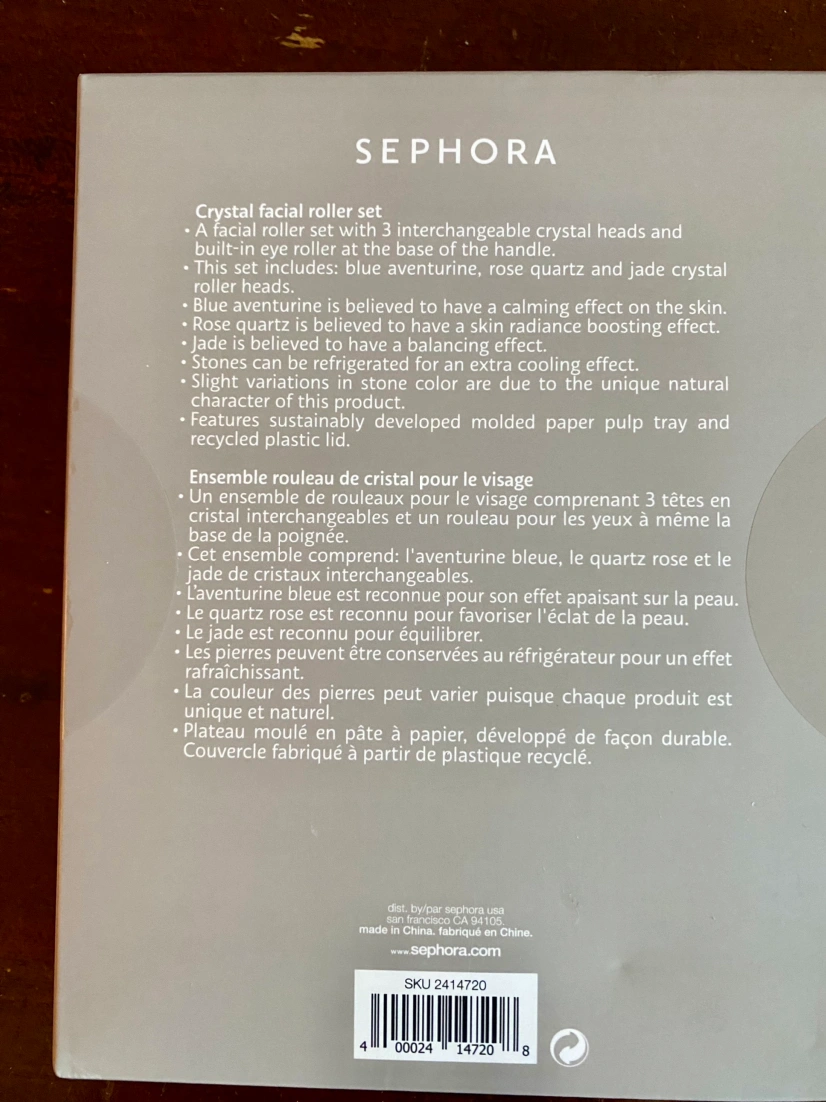 SEPHORA
Crystal facial roller set
• A facial roller set with 3 interchangeable crystal heads and
built-in eye roller at the base of the handle.
• This set includes: blue aventurine, rose quartz and jade crystal
roller heads.
• Blue aventurine is believed to have a calming effect on the skin.
• Rose quartz is believed to have a skin radiance boosting effect.
• Jade is believed to have a balancing effect.
• Stones can be refrigerated for an extra cooling effect.
• Slight variations in stone color are due to the unique natural
character of this product.
• Features sustainably developed molded paper pulp tray and
recycled plastic lid.
Ensemble rouleau de cristal pour le visage
• Un ensemble de rouleaux pour le visage comprenant 3 têtes en
cristal interchangeables et un rouleau pour les yeux à même la
base de la poignée.
• Cet ensemble comprend: l'aventurine bleue, le quartz rose et le
jade de cristaux interchangeables.
• L'aventurine bleue est reconnue pour son effet apaisant sur la peau.
• Le quartz rose est reconnu pour favoriser l'éclat de la peau.
• Le jade est reconnu pour équilibrer.
• Les pierres peuvent être conservées au réfrigérateur pour un effet
rafraîchissant.
• La couleur des pierres peut varier puisque chaque produit est
unique et naturel.
• Plateau moulé en pâte à papier, développé de façon durable.
Couvercle fabriqué à partir de plastique recyclé.
dist. by/par sephora usa
san francisco CA 94105.
made in China. fabriqué en Chine.
www.sephora.com
SKU 2414720
4 00024 14720 8